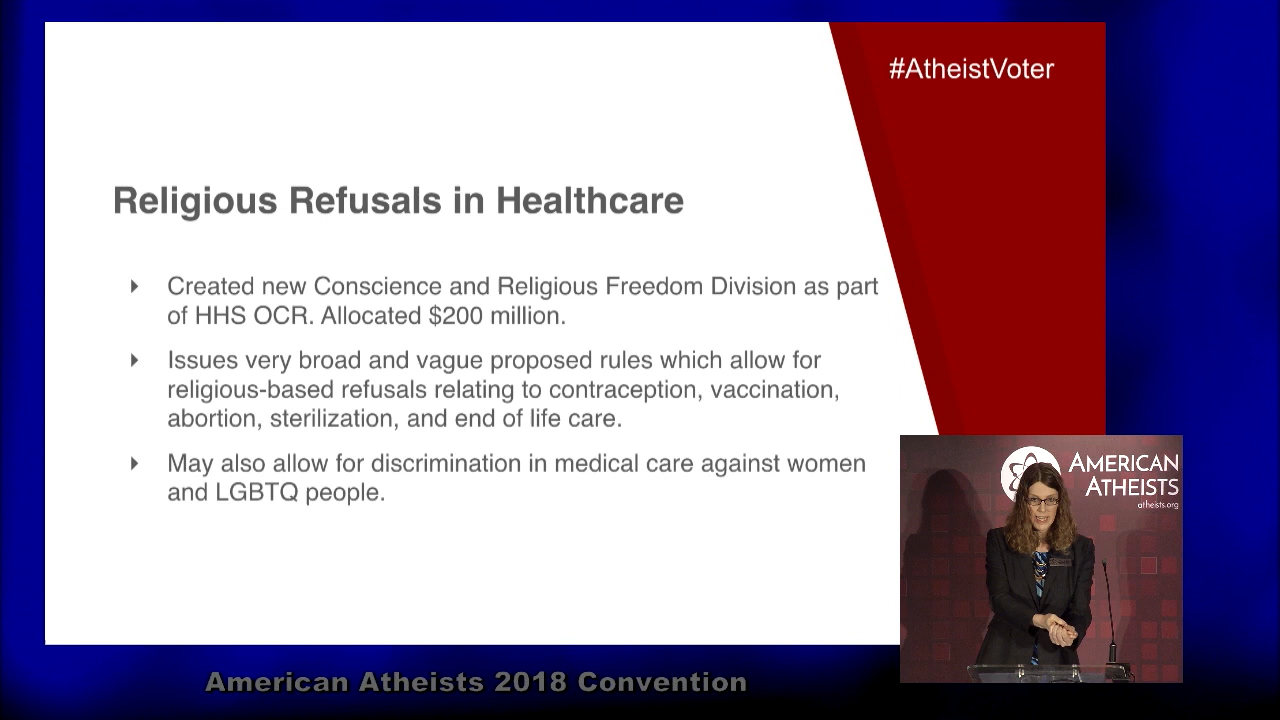 #AtheistVoter
Religious Refusals in Healthcare
Created new Conscience and Religious Freedom Division as part
of HHS OCR. Allocated $200 million.
Issues very broad and vague proposed rules which allow for
religious-based refusals relating to contraception, vaccination,
abortion, sterilization, and end of life care.
May also allow for discrimination in medical care against women
and LGBTQ people.
AMERICAN
ATHEISTS
atheists.org
American Atheists 2018 Convention